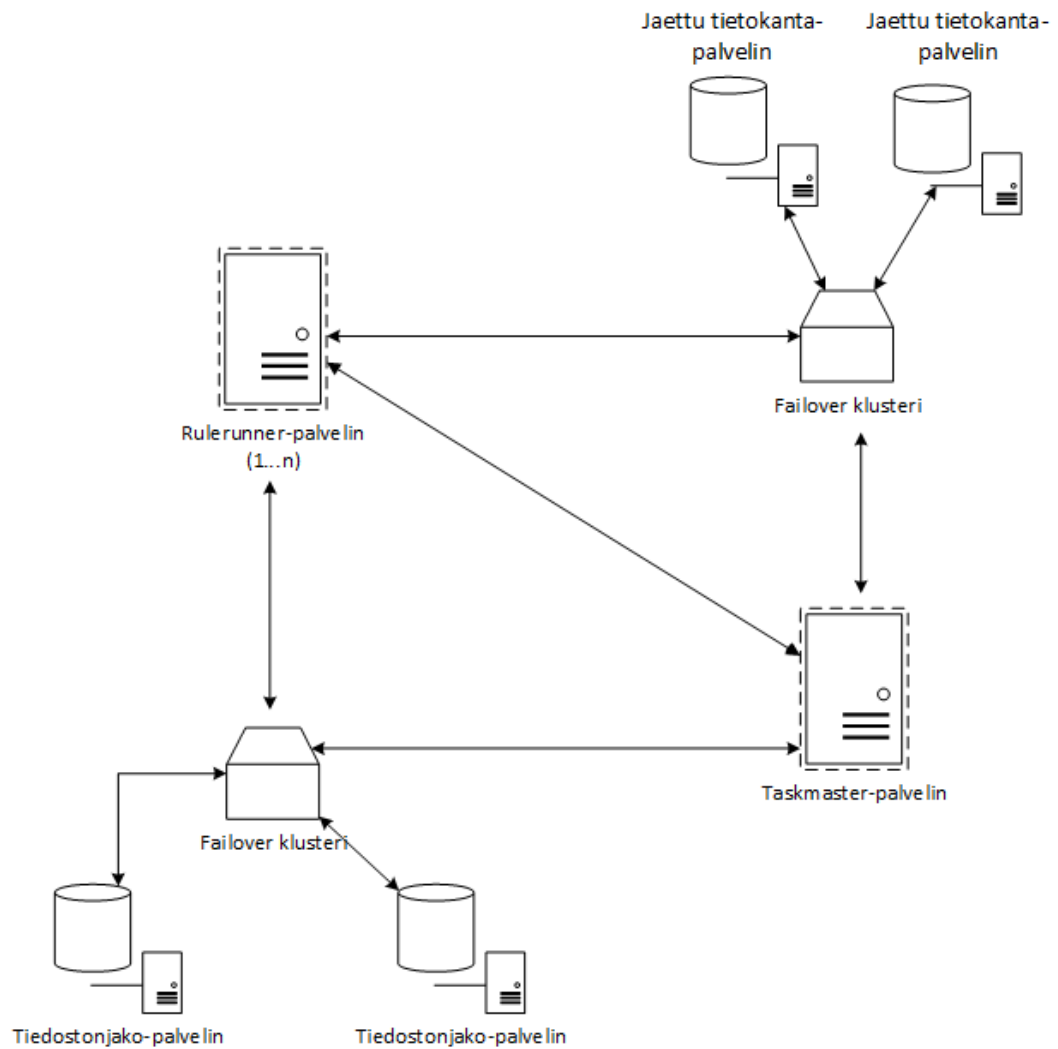 Jaettu tietokanta-
palvelin
Jaettu tietokanta-
palvelin
Failover klusteri
Rulerunner-palvelin
(1...n)
Taskmaster-palvelin
Failover klusteri
Tiedostonjako-palvelin
Tiedostonjako-palvelin